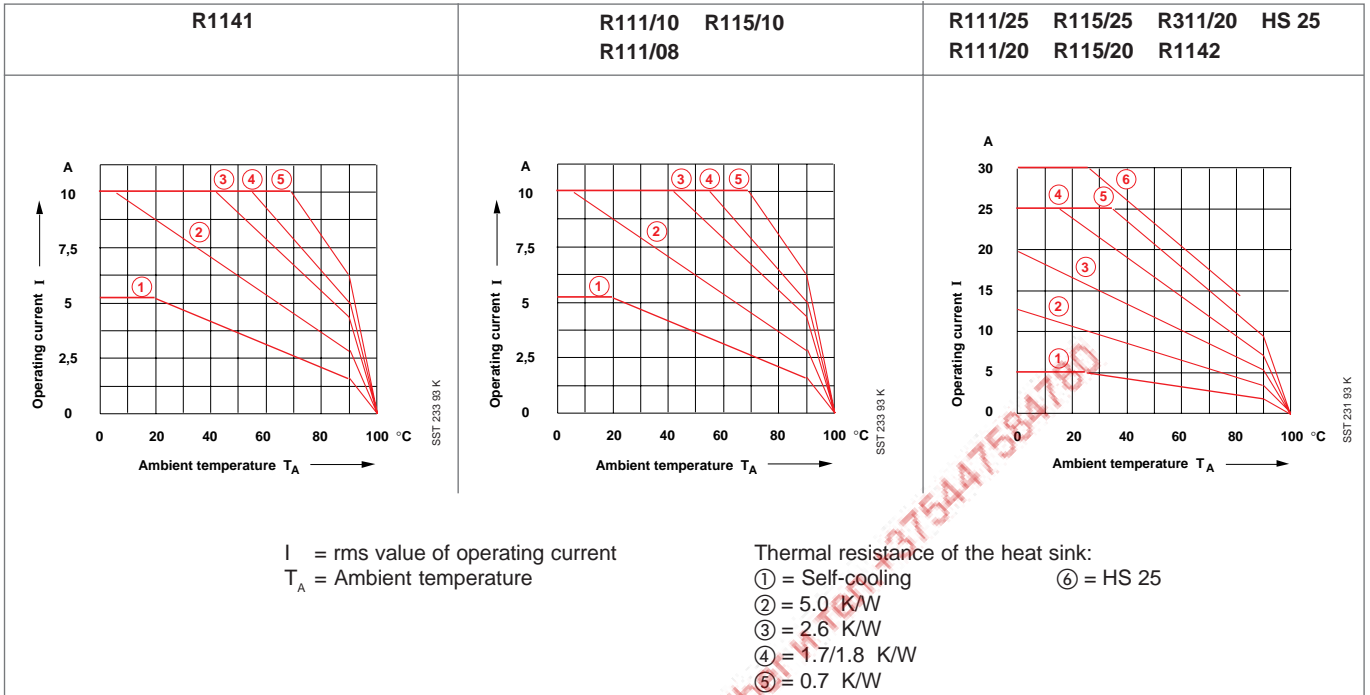 R1141
R111/10 R115/10
R111/08
R111/25 R115/25 R311/20 HS 25
R111/20 R115/20 R1142
A
10
7,5
5
2,5
0
Operating current I
① ② ③ ④ ⑤
0 20 40 60 80 100 °C
Ambient temperature TA
SST 233 93 K
A
10
7,5
5
2,5
0
Operating current I
① ② ③ ④ ⑤
0 20 40 60 80 100 °C
Ambient temperature TA
SST 233 93 K
A
30
25
20
15
10
5
0
Operating current I
① ② ③ ④ ⑤ ⑥
0 20 40 60 80 100 °C
Ambient temperature TA
SST 231 93 K
I = rms value of operating current
TA = Ambient temperature
Thermal resistance of the heat sink:
① = Self-cooling ⑥ = HS 25
② = 5.0 K/W
③ = 2.6 K/W
④ = 1.7/1.8 K/W
⑤ = 0.7 K/W
и тел.+375447584780